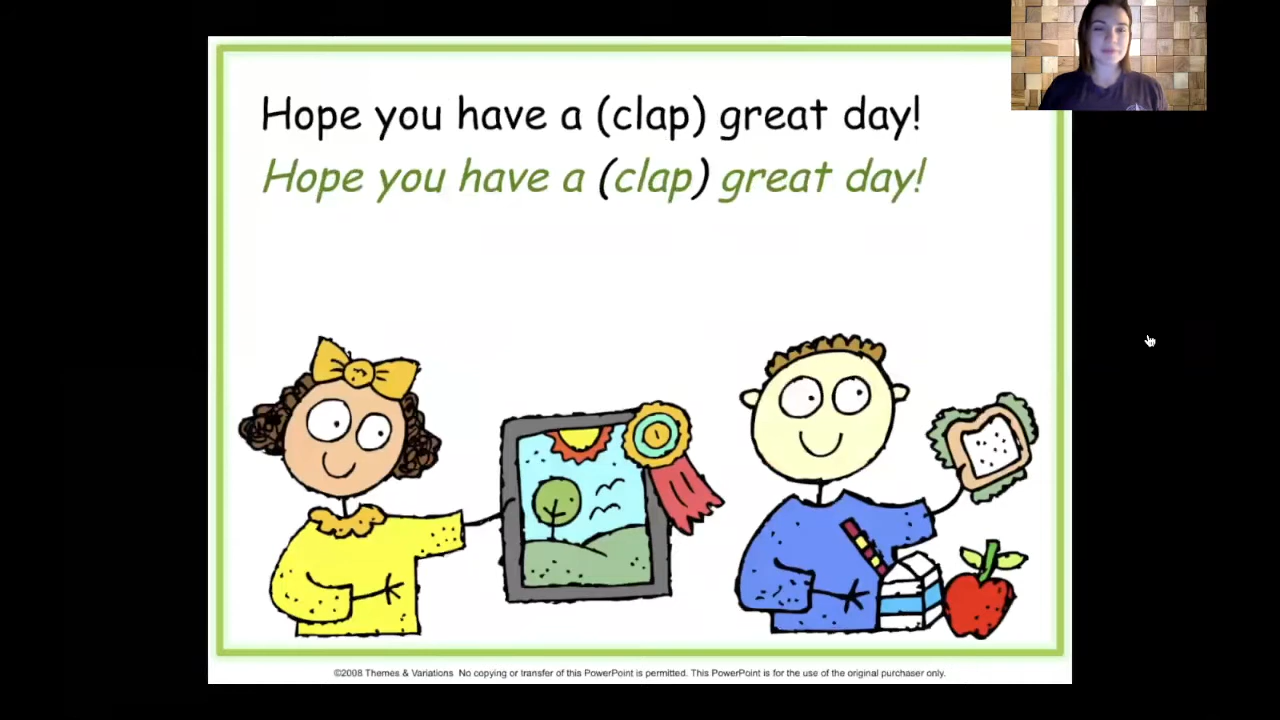 Hope you have a (clap) great day!
Hope you have a (clap) great day!
©2008 Themes & Variations No copying or transfer of this PowerPoint is permitted. This PowerPoint is for the use of the original purchaser only.